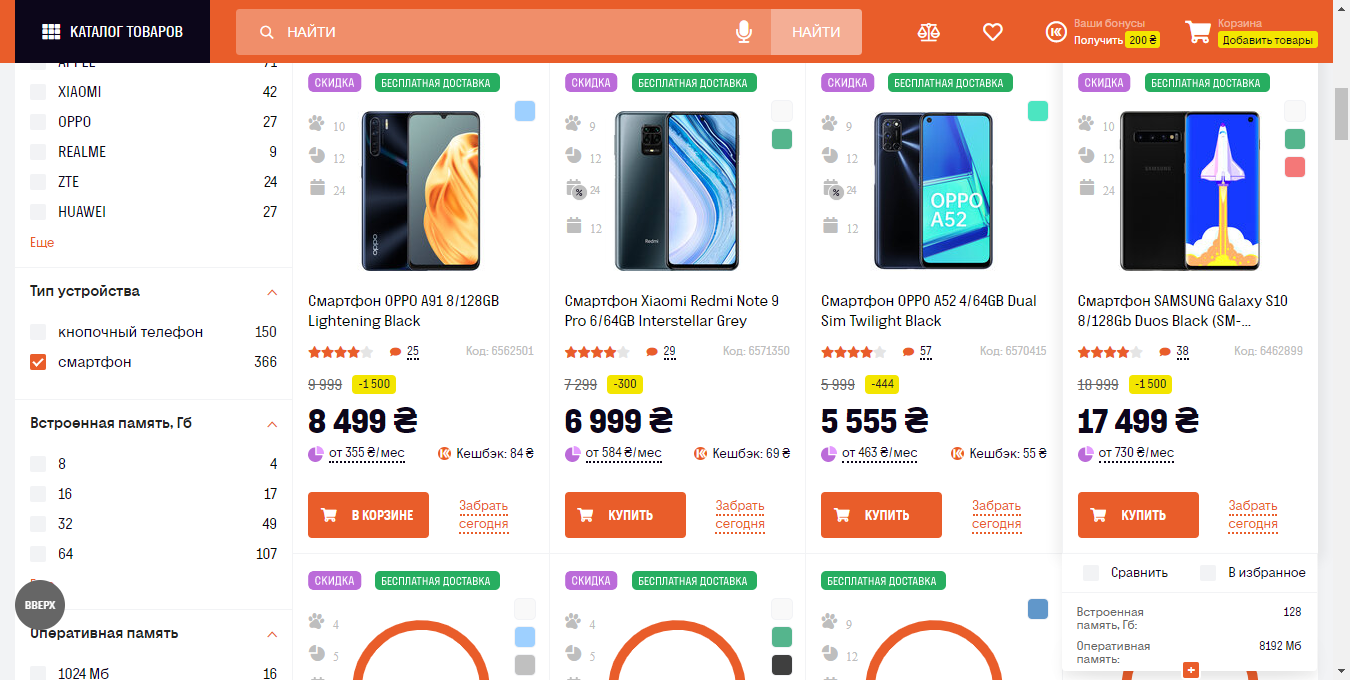 КАТАЛОГ ТОВАРОВ
НАЙТИ
НАЙТИ
Ваши бонусы
Получить 200 ₴
Корзина
Добавить товары
APPLE 71
XIAOMI 42
OPPO 27
REALME 9
ZTE 24
HUAWEI 27
Еще
Тип устройства
кнопочный телефон 150
смартфон 366
Встроенная память, Гб
8 4
16 17
32 49
64 107
ВВЕРХ
Оперативная память
1024 Мб 16
СКИДКА БЕСПЛАТНАЯ ДОСТАВКА
10
12
24
oppo
Смартфон OPPO A91 8/128GB
Lightening Black
25 Код: 6562501
9 999 -1 500
8 499 ₴
от 355 ₴/мес Кешбэк: 84 ₴
В КОРЗИНЕ
Забрать
сегодня
СКИДКА БЕСПЛАТНАЯ ДОСТАВКА
9
12
% 24
12
Redmi
Смартфон Xiaomi Redmi Note 9
Pro 6/64GB Interstellar Grey
29 Код: 6571350
7 299 -300
6 999 ₴
от 584 ₴/мес Кешбэк: 69 ₴
КУПИТЬ
Забрать
сегодня
СКИДКА БЕСПЛАТНАЯ ДОСТАВКА
9
12
% 24
12
OPPO
A52
Смартфон OPPO A52 4/64GB Dual
Sim Twilight Black
57 Код: 6570415
5 999 -444
5 555 ₴
от 463 ₴/мес Кешбэк: 55 ₴
КУПИТЬ
Забрать
сегодня
СКИДКА БЕСПЛАТНАЯ ДОСТАВКА
10
12
24
SAMSUNG
Смартфон SAMSUNG Galaxy S10
8/128Gb Duos Black (SM-...
38 Код: 6462899
18 999 -1 500
17 499 ₴
от 730 ₴/мес
КУПИТЬ
Забрать
сегодня
Сравнить В избранное
Встроенная
память, Гб: 128
Оперативная
память: 8192 Мб
СКИДКА БЕСПЛАТНАЯ ДОСТАВКА
4
5
СКИДКА БЕСПЛАТНАЯ ДОСТАВКА
4
5
БЕСПЛАТНАЯ ДОСТАВКА
9
12